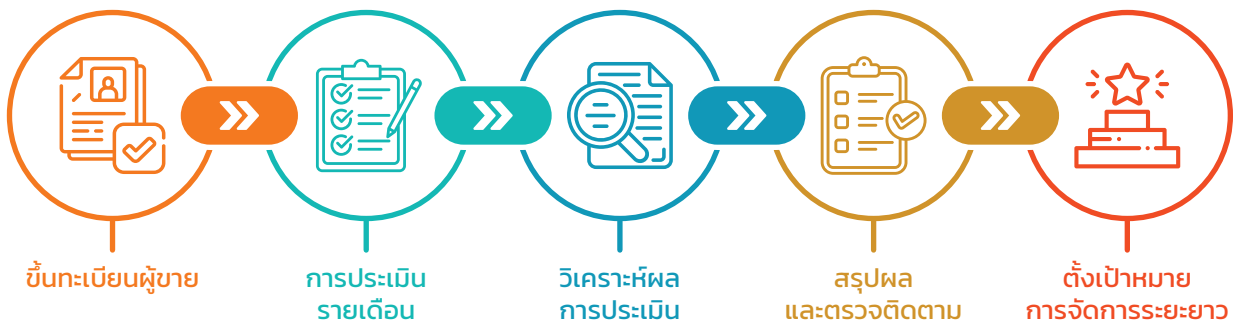 ขึ้นทะเบียนผู้ขาย
การประเมิน
รายเดือน
วิเคราะห์ผล
การประเมิน
สรุปผล
และตรวจติดตาม
ตั้งเป้าหมาย
การจัดการระยะยาว